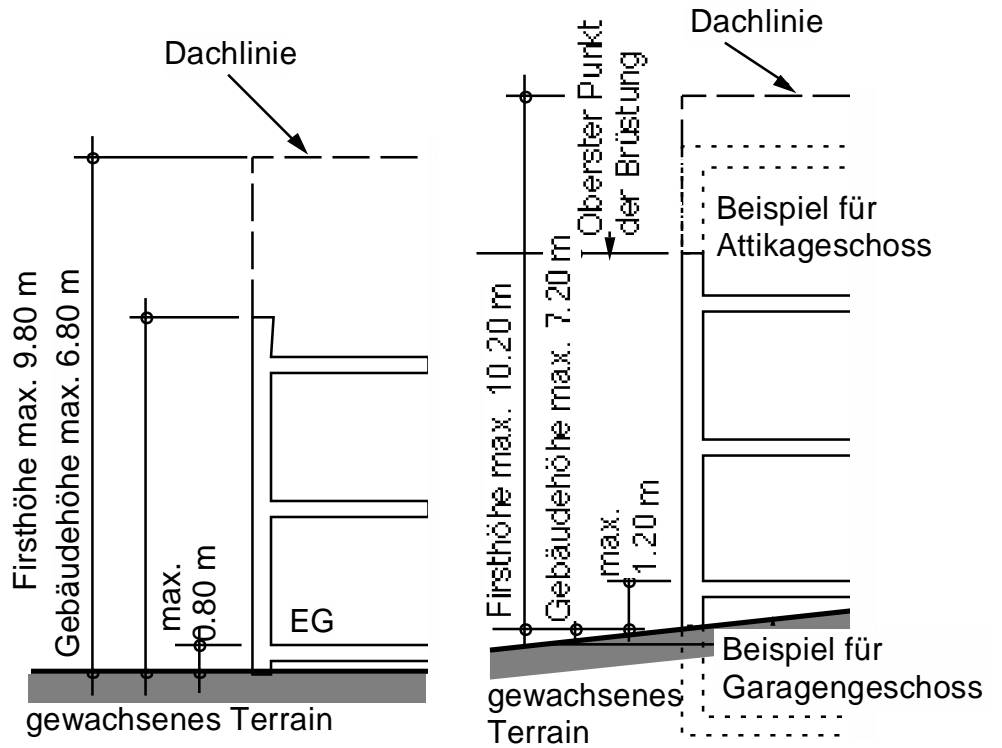 Dachlinie
Firsthöhe max. 9.80 m
Gebäudehöhe max. 6.80 m
max.
0.80 m
EG
gewachsenes Terrain
Dachlinie
Oberster Punkt
der Brüstung
Beispiel für
Attikageschoss
Firsthöhe max. 10.20 m
Gebäudehöhe max. 7.20 m
max.
1.20 m
Beispiel für
Garagengeschoss
gewachsenes
Terrain